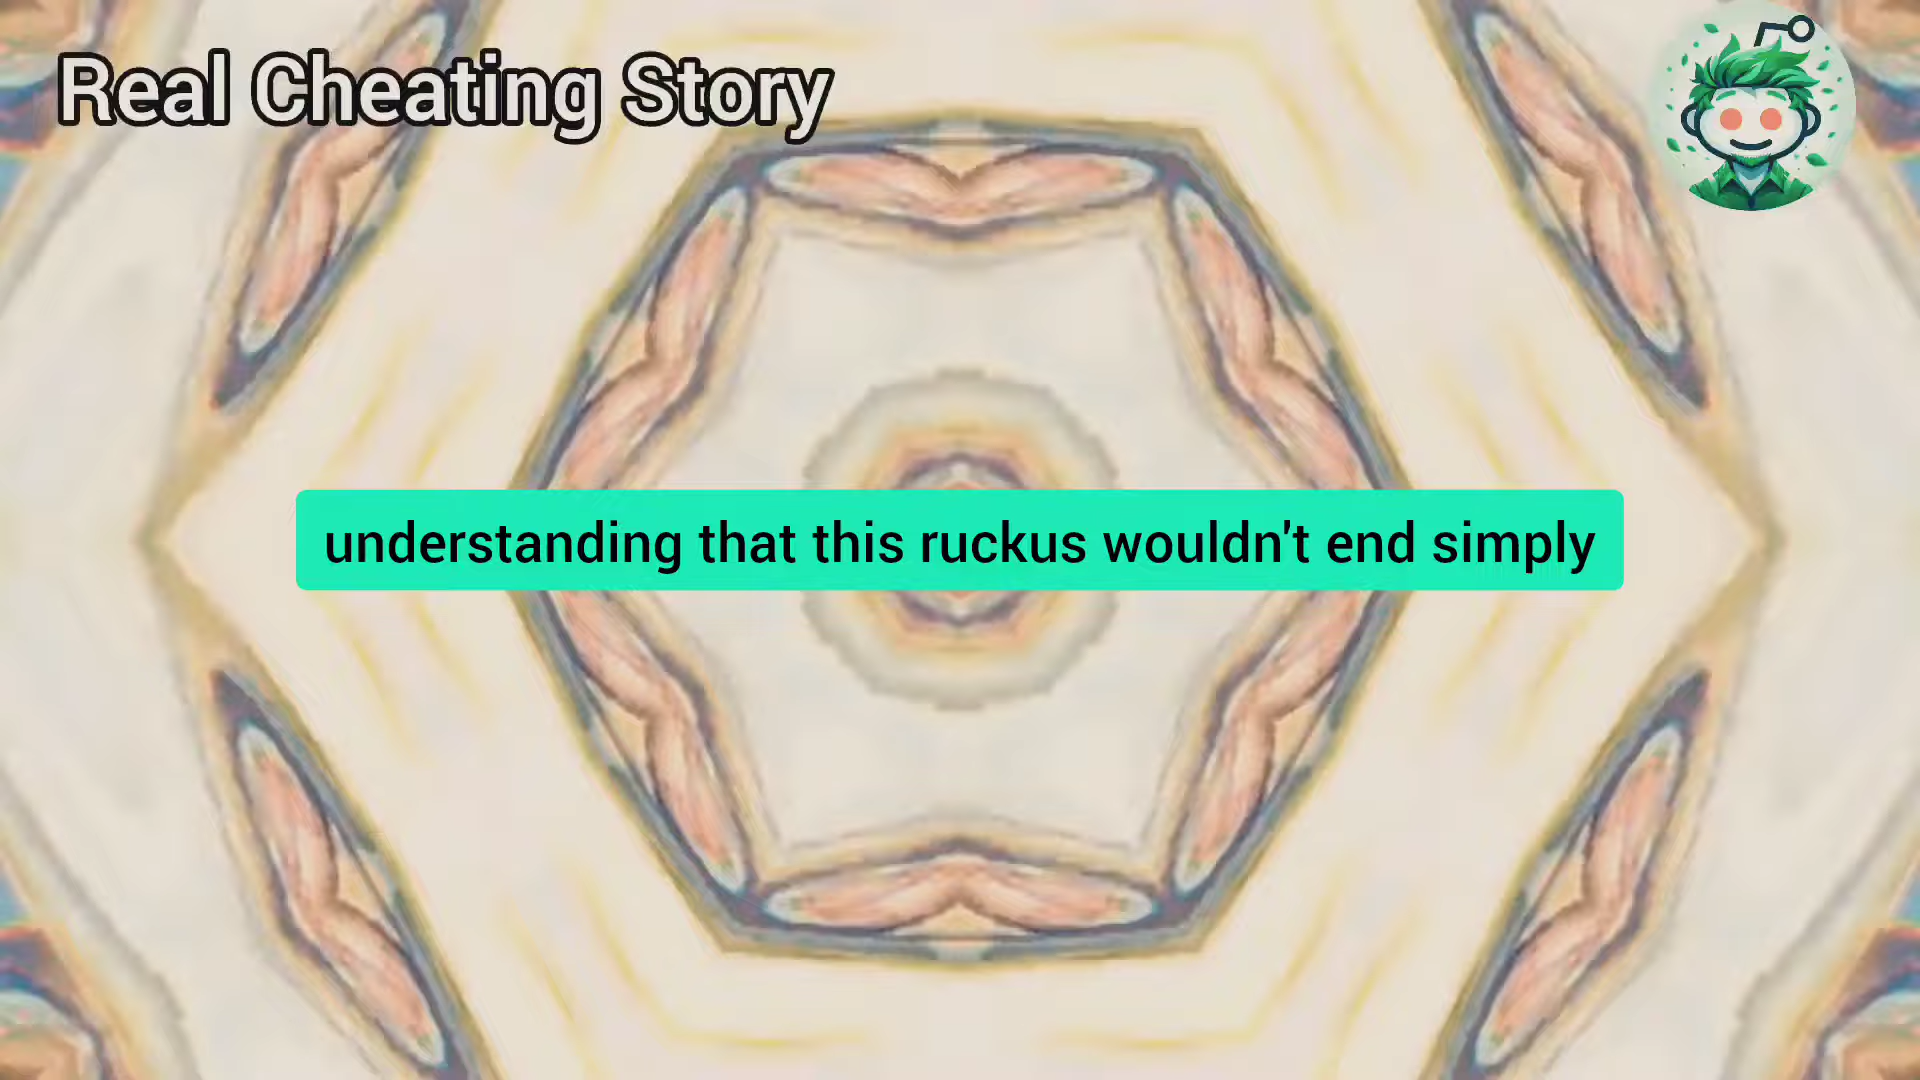 Real Cheating Story
understanding that this ruckus wouldn't end simply